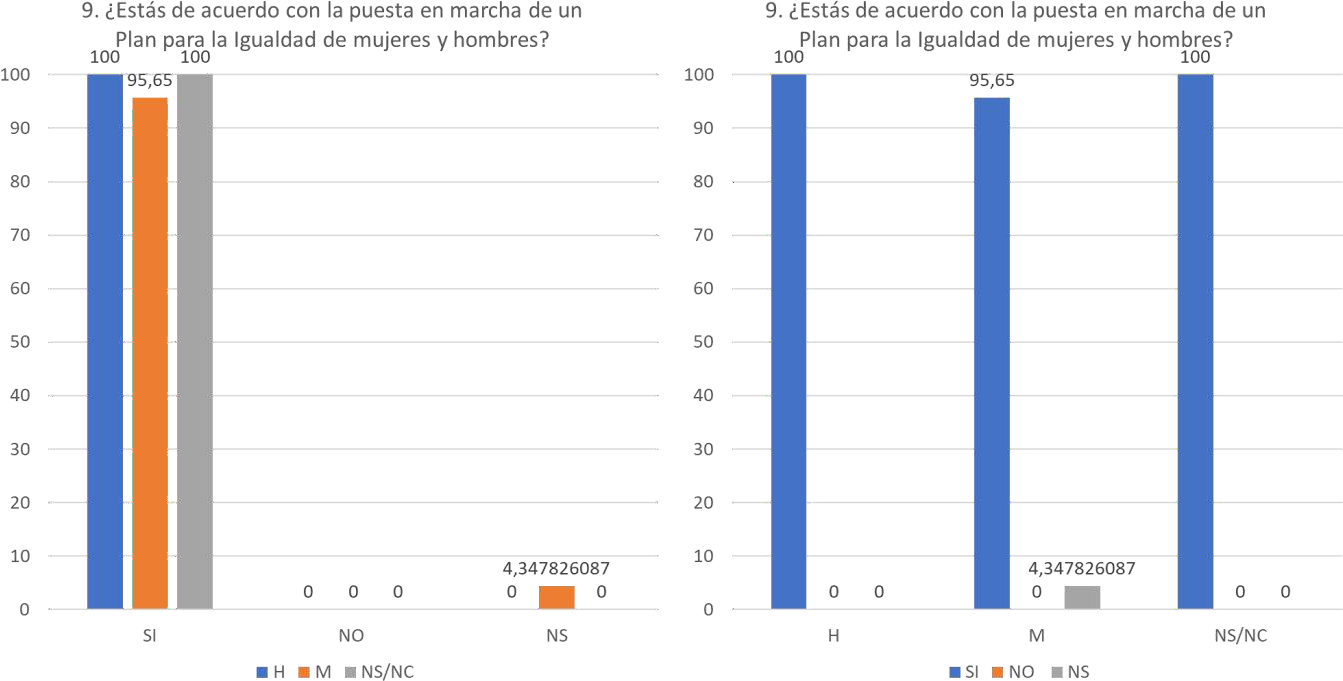 9. ¿Estás de acuerdo con la puesta en marcha de un
Plan para la Igualdad de mujeres y hombres?
100 100
95,65
100
90
80
70
60
50
40
30
20
10
0
4,347826087
0 0 0 0 0
SI NO NS
H M NS/NC
9. ¿Estás de acuerdo con la puesta en marcha de un
Plan para la Igualdad de mujeres y hombres?
100 100
95,65
100
90
80
70
60
50
40
30
20
10
0
4,347826087
0 0 0 0 0
H M NS/NC
SI NO NS